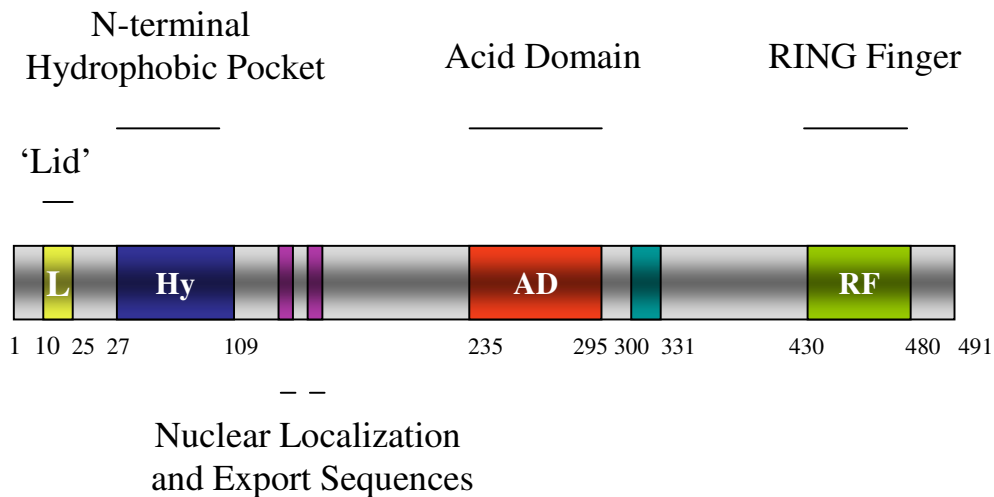 N-terminal
Hydrophobic Pocket
Acid Domain
RING Finger
‘Lid’
L
Hy
AD
RF
1 10 25 27 109 235 295 300 331 430 480 491
Nuclear Localization
and Export Sequences